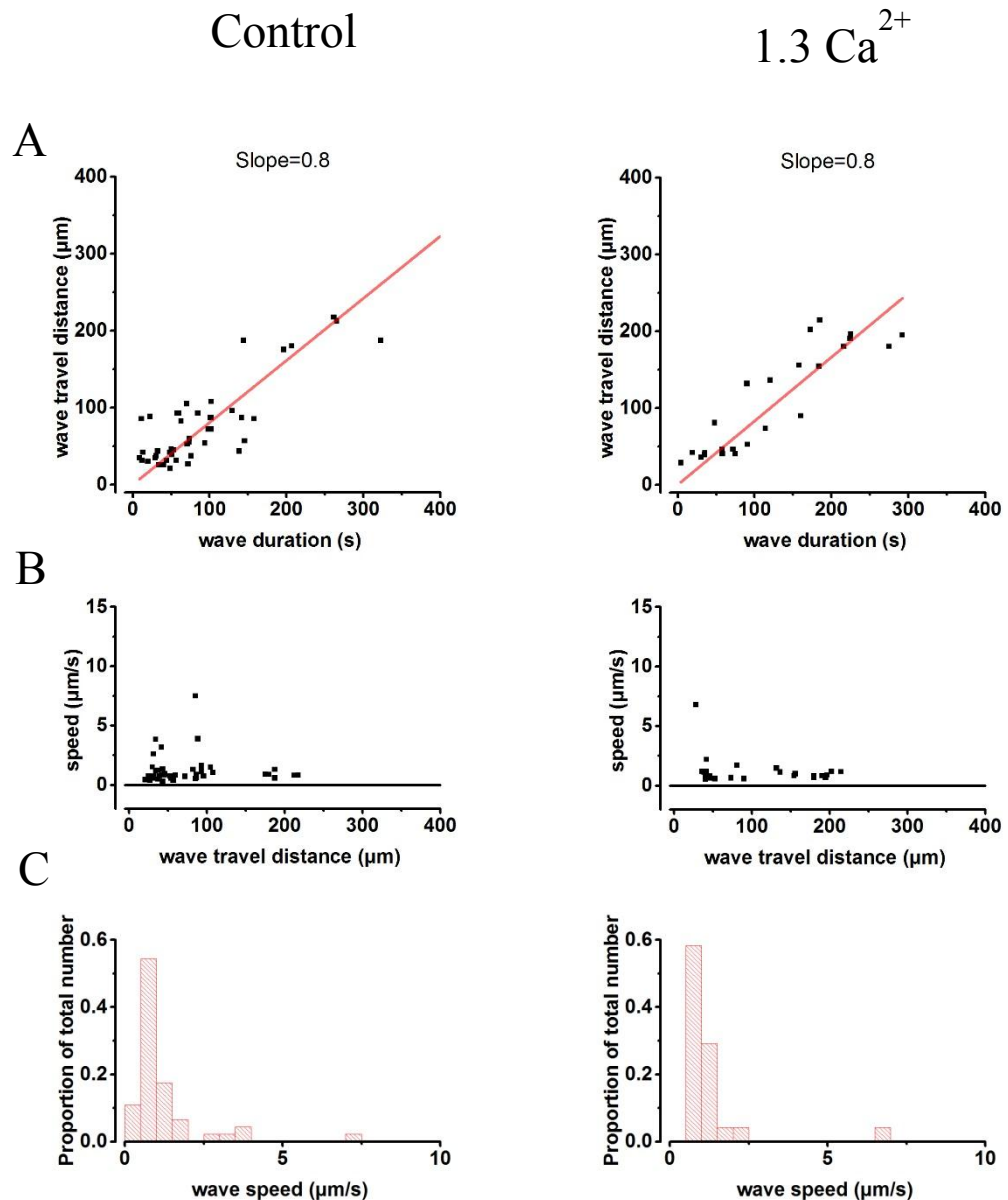 Control
1.3 Ca²⁺
A
Slope=0.8
400
300
200
100
0
wave travel distance (µm)
0 100 200 300 400
wave duration (s)
Slope=0.8
400
300
200
100
0
wave travel distance (µm)
0 100 200 300 400
wave duration (s)
B
15
10
5
0
speed (µm/s)
0 100 200 300 400
wave travel distance (µm)
15
10
5
0
speed (µm/s)
0 100 200 300 400
wave travel distance (µm)
C
0.6
0.4
0.2
0.0
Proportion of total number
0 5 10
wave speed (µm/s)
0.6
0.4
0.2
0.0
Proportion of total number
0 5 10
wave speed (µm/s)